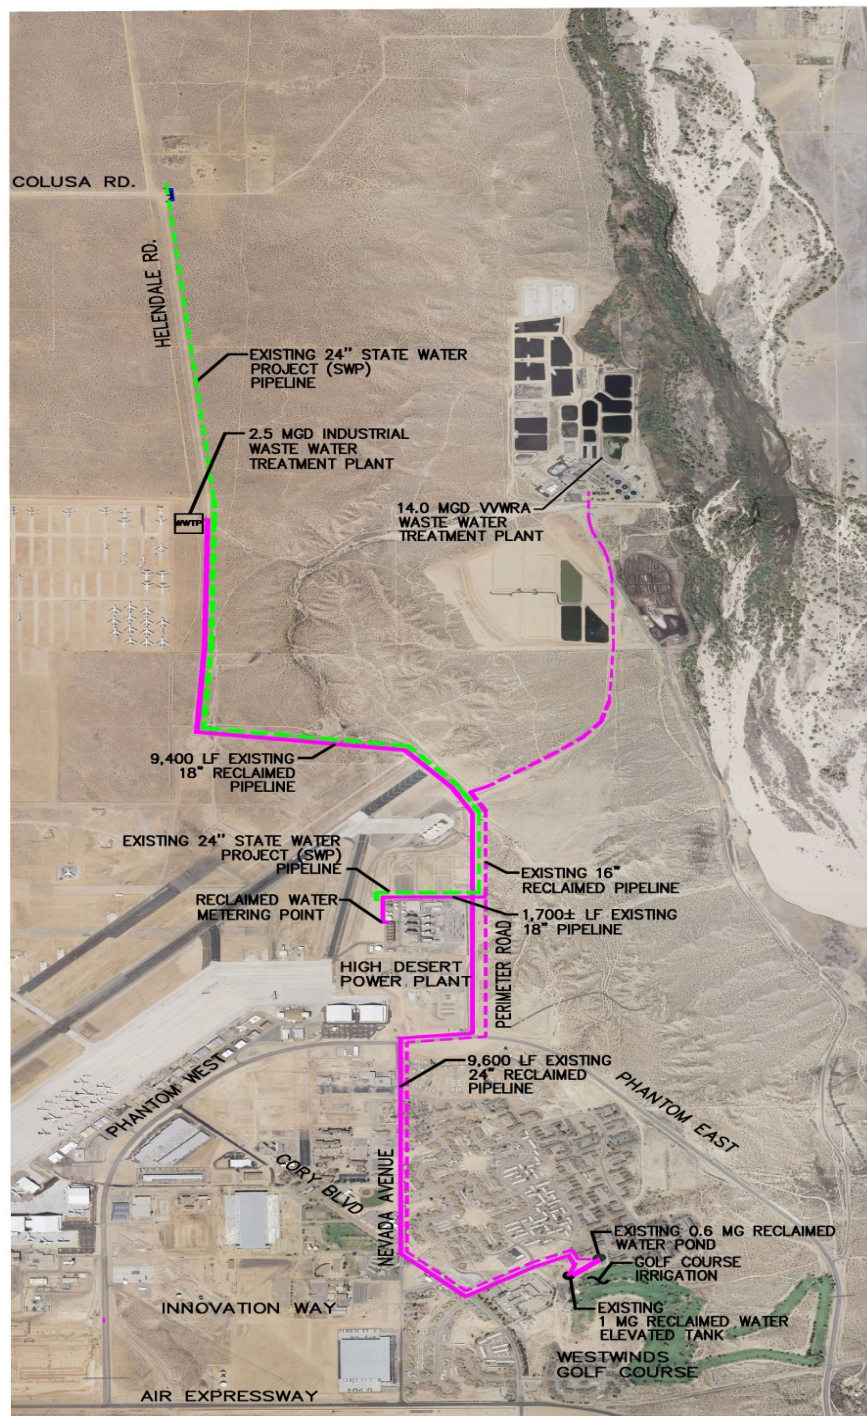 COLUSA RD.
HELENDALE RD.
EXISTING 24" STATE WATER
PROJECT (SWP)
PIPELINE
2.5 MGD INDUSTRIAL
WASTE WATER
TREATMENT PLANT
WWTP
14.0 MGD VVWRA
WASTE WATER
TREATMENT PLANT
9,400 LF EXISTING
18" RECLAIMED
PIPELINE
EXISTING 24" STATE WATER
PROJECT (SWP)
PIPELINE
EXISTING 16"
RECLAIMED PIPELINE
RECLAIMED WATER
METERING POINT
1,700± LF EXISTING
18" PIPELINE
HIGH DESERT
POWER PLANT
PERIMETER ROAD
9,600 LF EXISTING
24" RECLAIMED
PIPELINE
PHANTOM WEST
PHANTOM EAST
CORY BLVD
NEVADA AVENUE
EXISTING 0.6 MG RECLAIMED
WATER POND
GOLF COURSE
IRRIGATION
INNOVATION WAY
EXISTING
1 MG RECLAIMED WATER
ELEVATED TANK
WESTWINDS
GOLF COURSE
AIR EXPRESSWAY